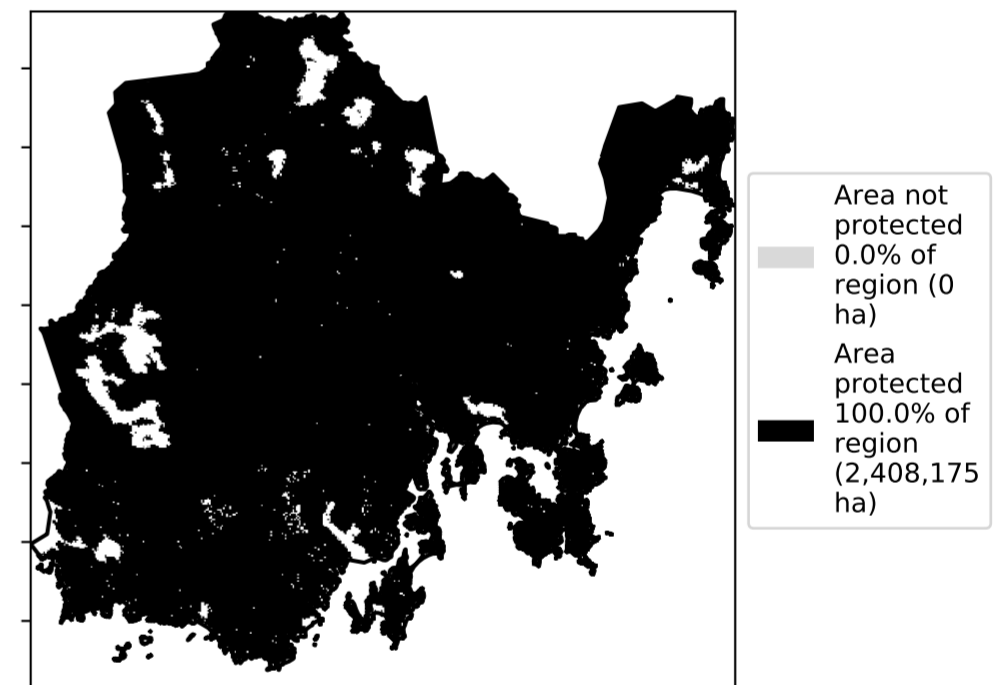 Area not
protected
0.0% of
region (0
ha)
Area
protected
100.0% of
region
(2,408,175
ha)